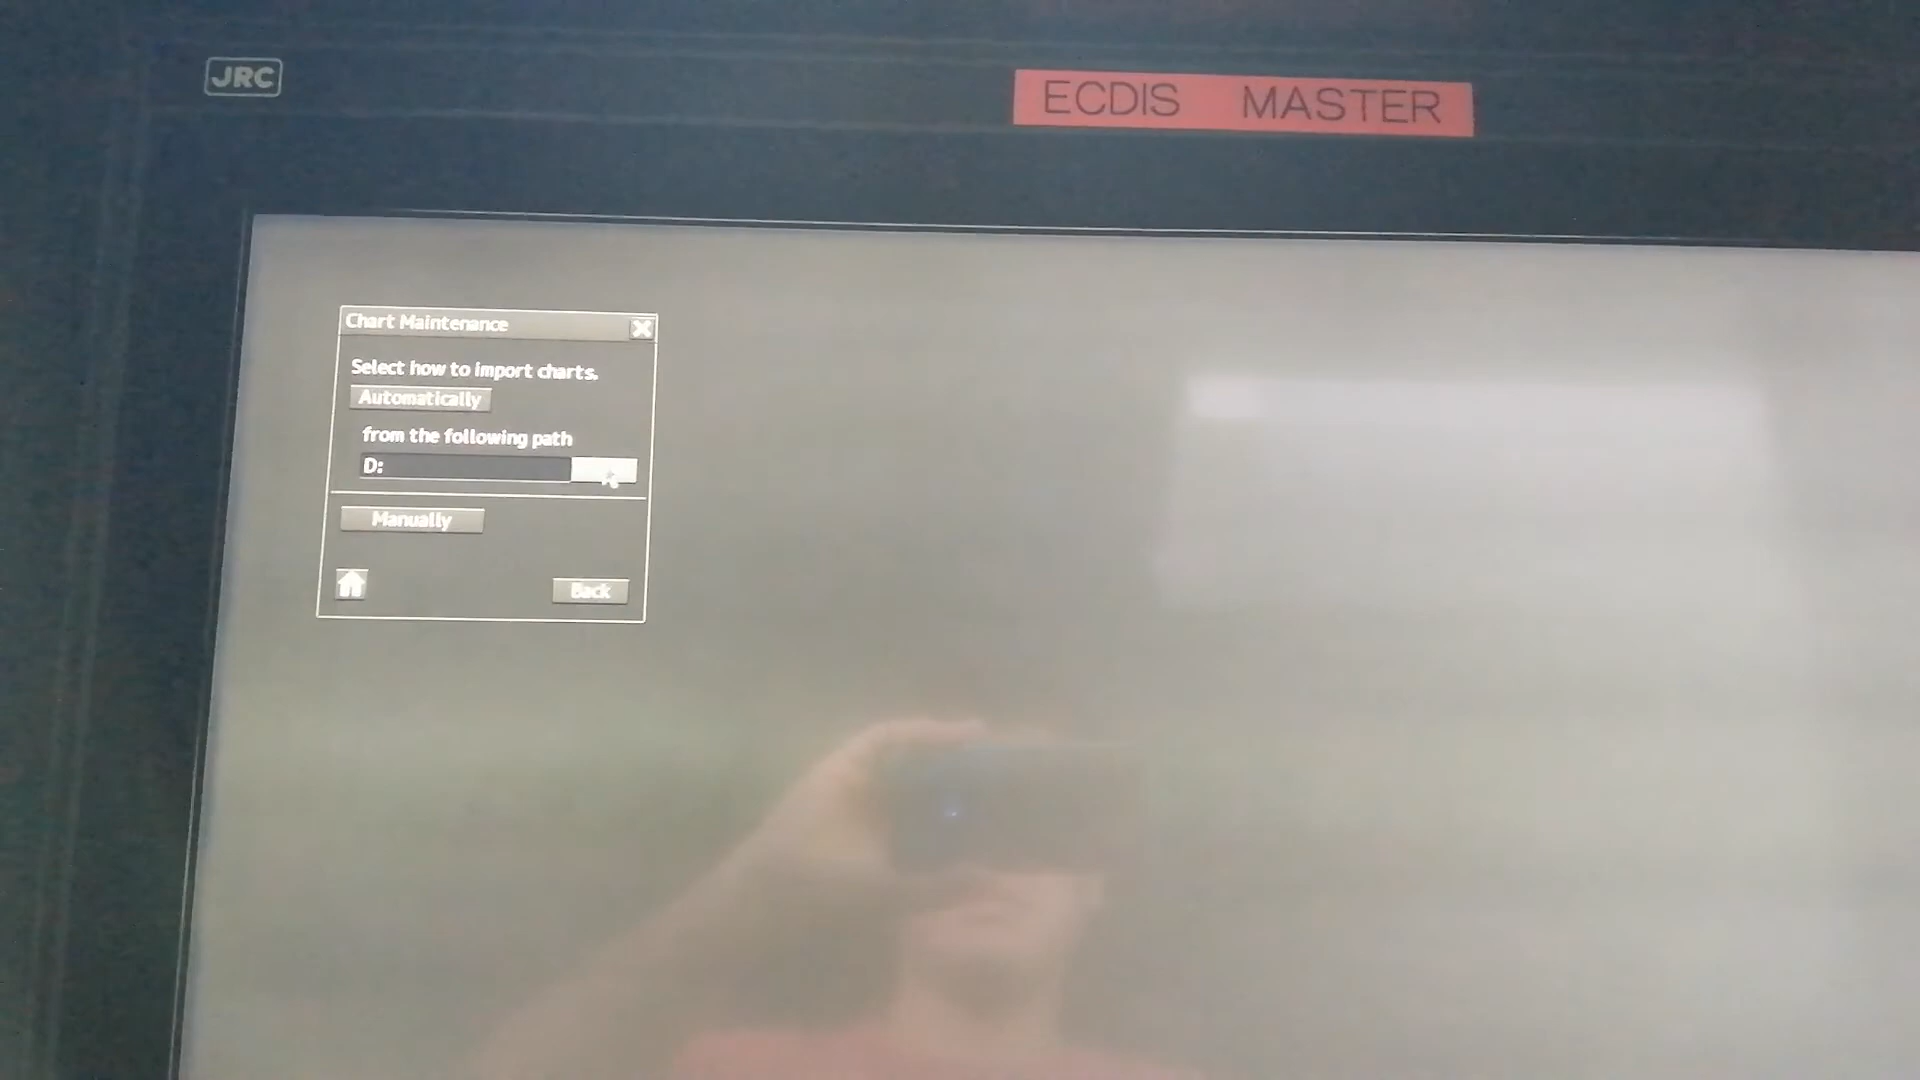 JRC
ECDIS MASTER
Chart Maintenance
Select how to import charts.
Automatically
from the following path
D:
Manually
Back